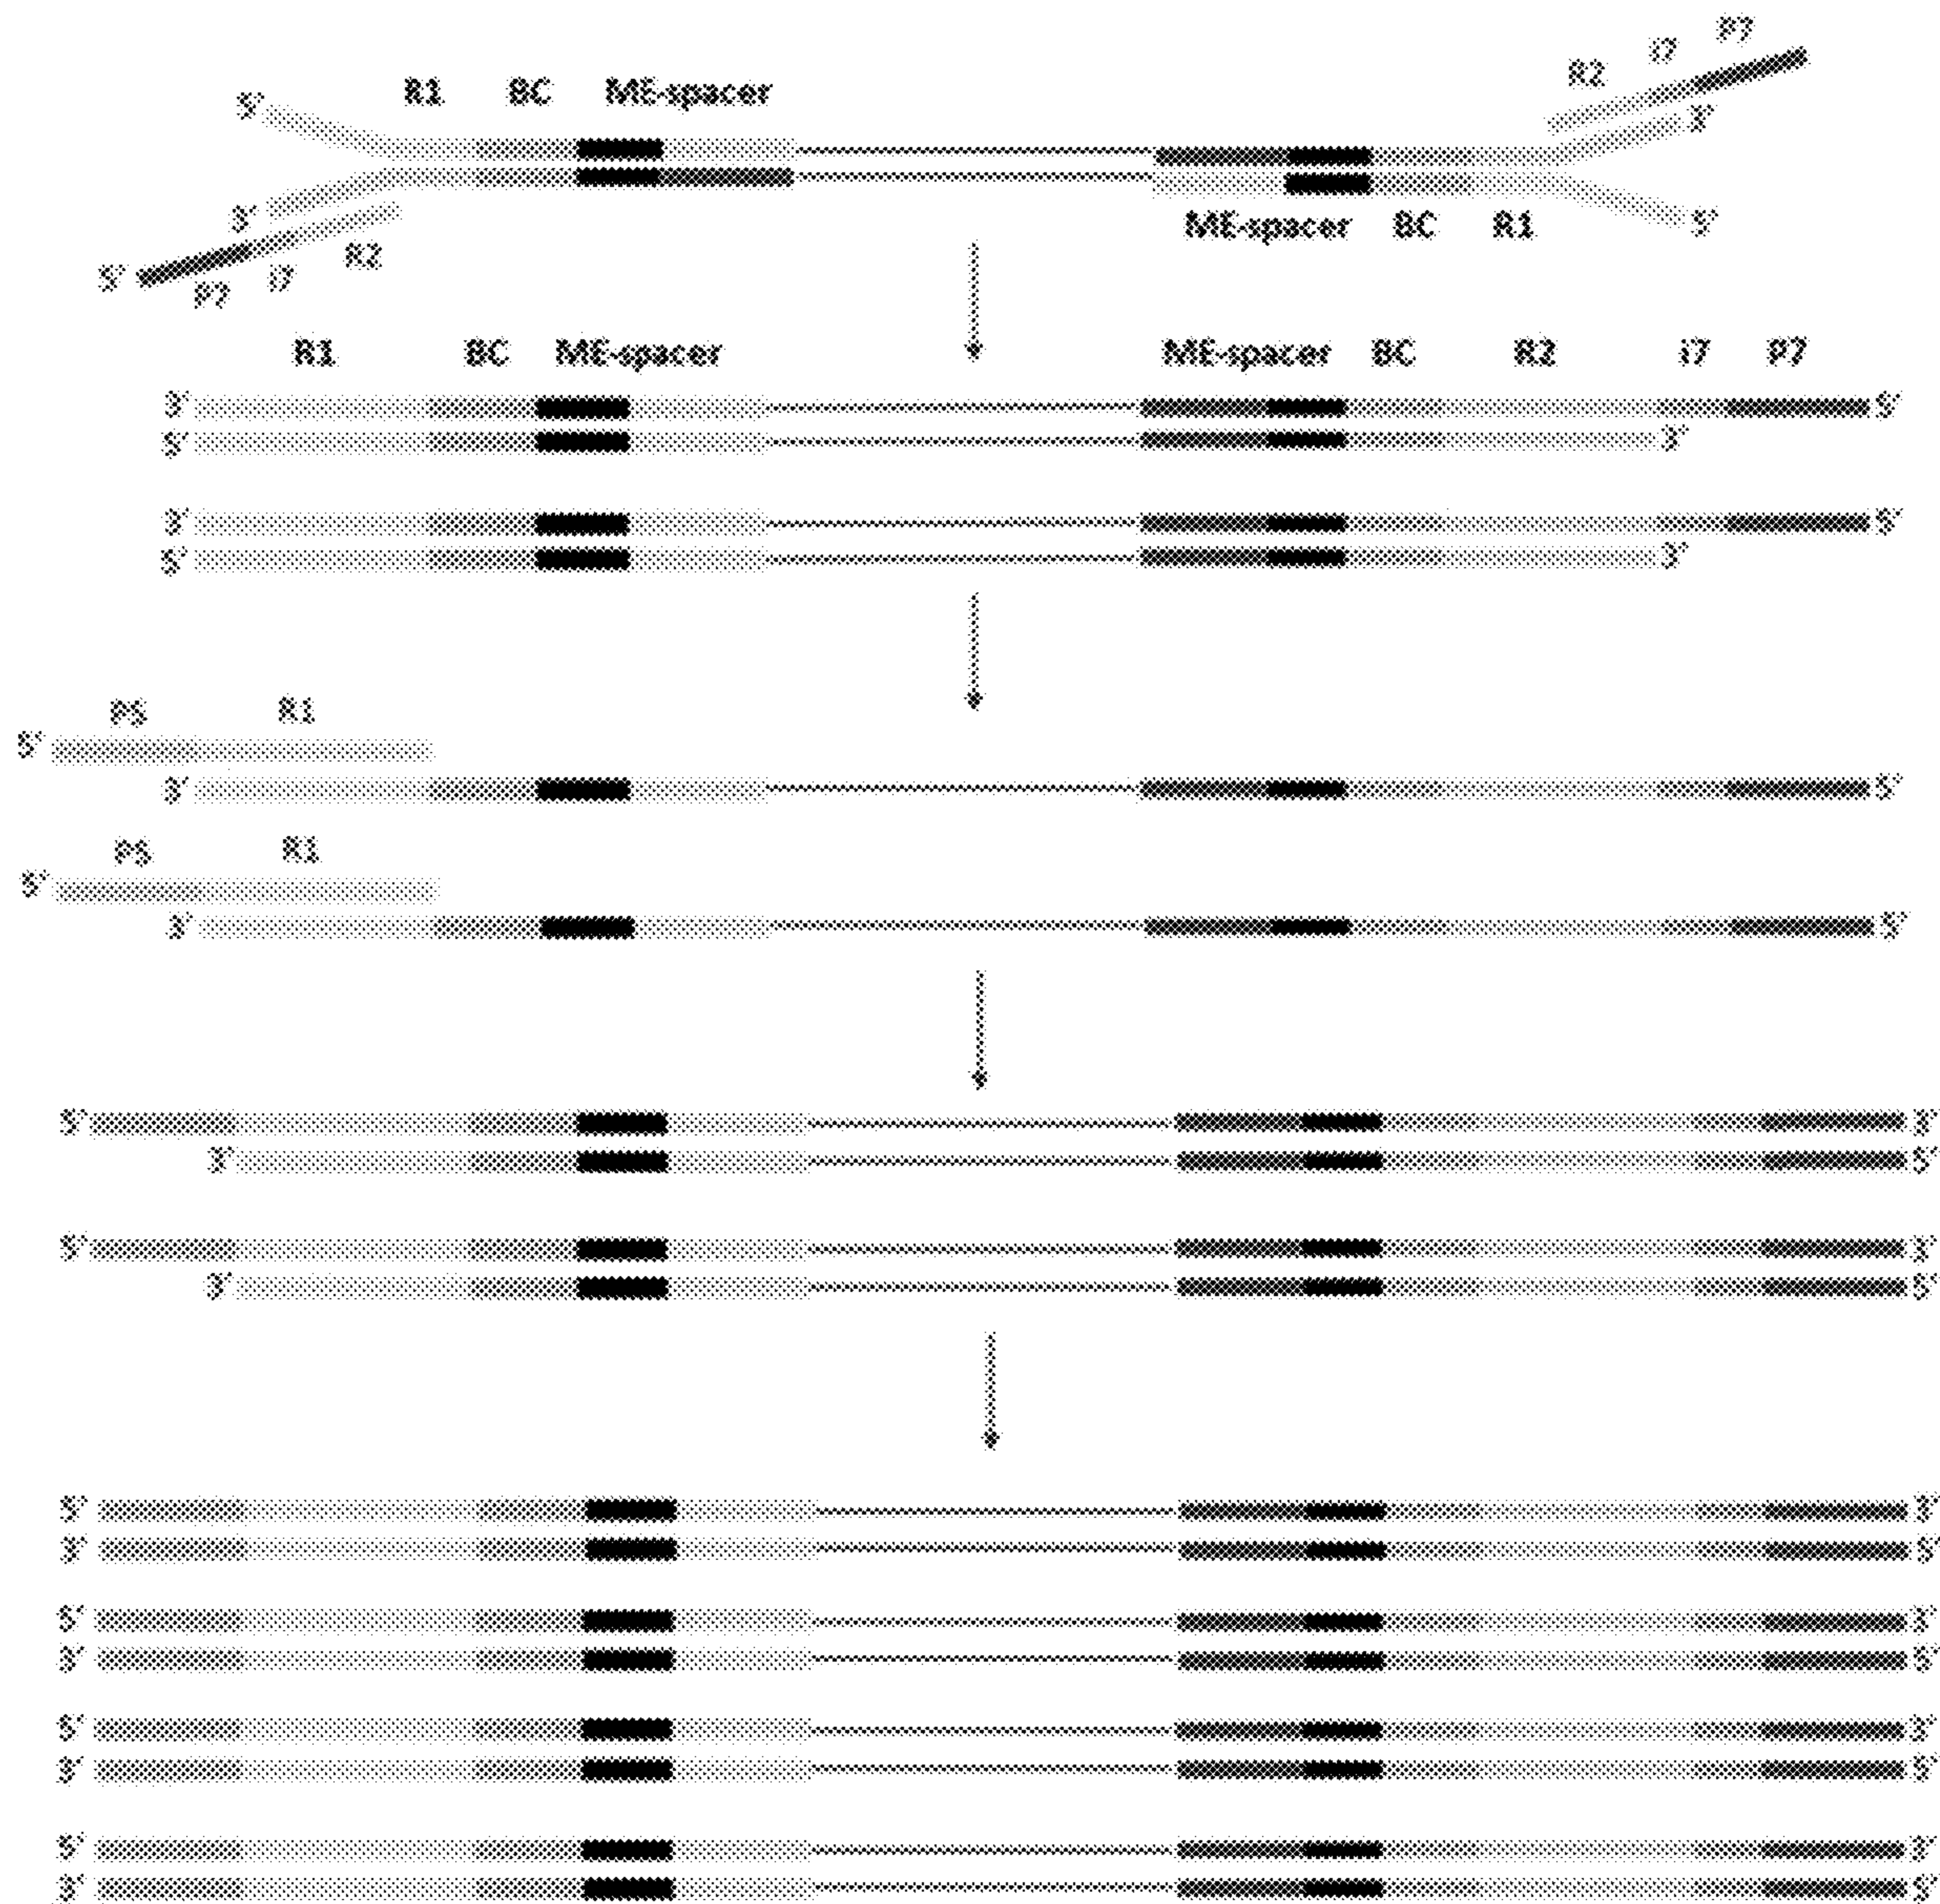 P7
i7
R2
5' R1 BC ME-spacer
3'
3'
ME-spacer BC R1 5'
R2
5' P7 i7
R1 BC ME-spacer ME-spacer BC R2 i7 P7
3' 5'
5' 3'
3' 5'
5' 3'
P5 R1
5'
3' 5'
P5 R1
5'
3' 5'
5' 3'
3' 5'
5' 3'
3' 5'
5' 3'
3' 5'
5' 3'
3' 5'
5' 3'
3' 5'
5' 3'
3' 5'